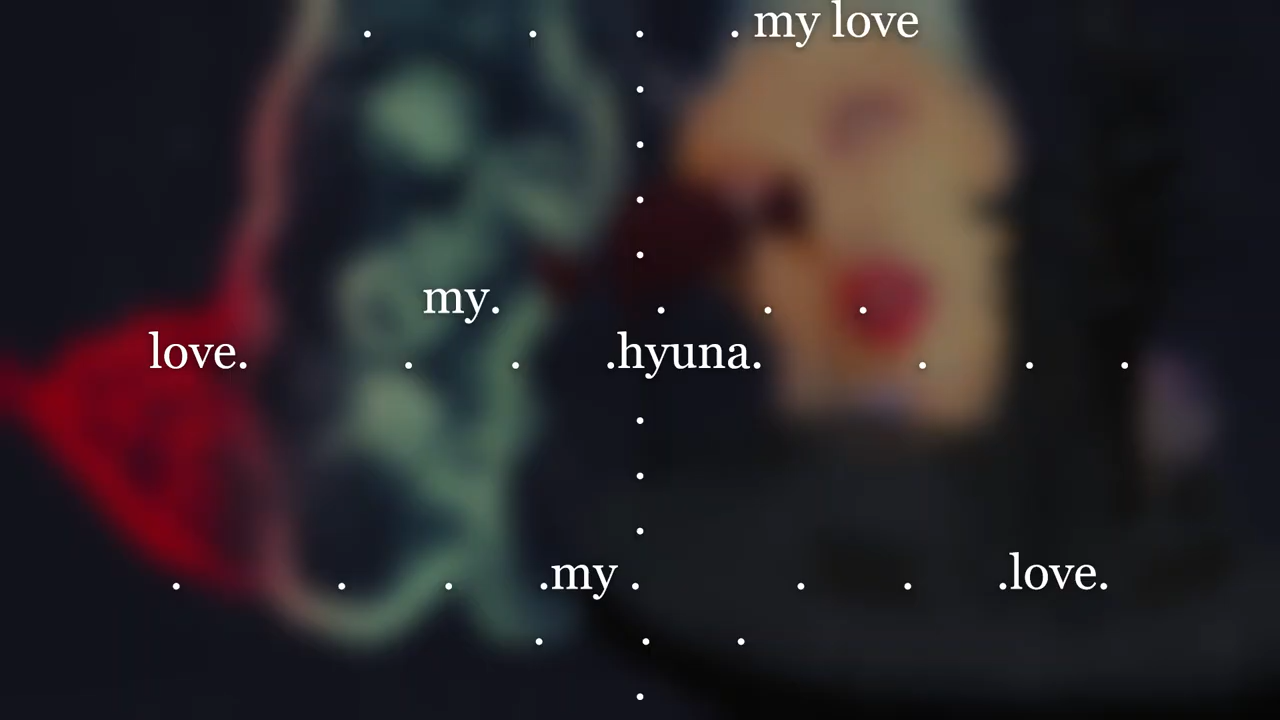 . . . . my love
.
.
.
.
my. . . .
love. . . .hyuna. . . .
.
.
.
. . . .my . . . .love.
. . .
.